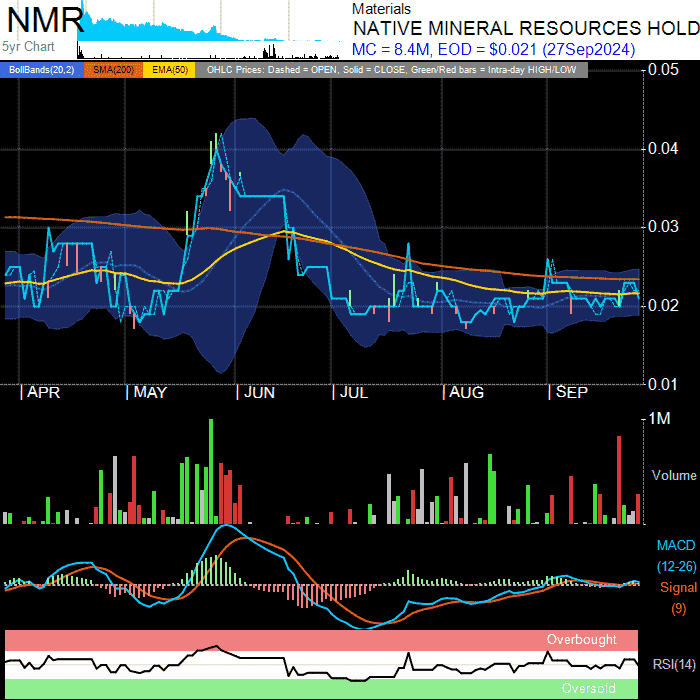 NMR
5yr Chart
Materials
NATIVE MINERAL RESOURCES HOLD
MC = 8.4M, EOD = $0.021 (27Sep2024)
BollBands(20,2) SMA(200) EMA(50) OHLC Prices: Dashed = OPEN, Solid = CLOSE, Green/Red bars = Intra-day HIGH/LOW
0.05
0.04
0.03
0.02
0.01
APR MAY JUN JUL AUG SEP
1M
Volume
MACD
(12-26)
Signal
(9)
Overbought
RSI(14)
Oversold